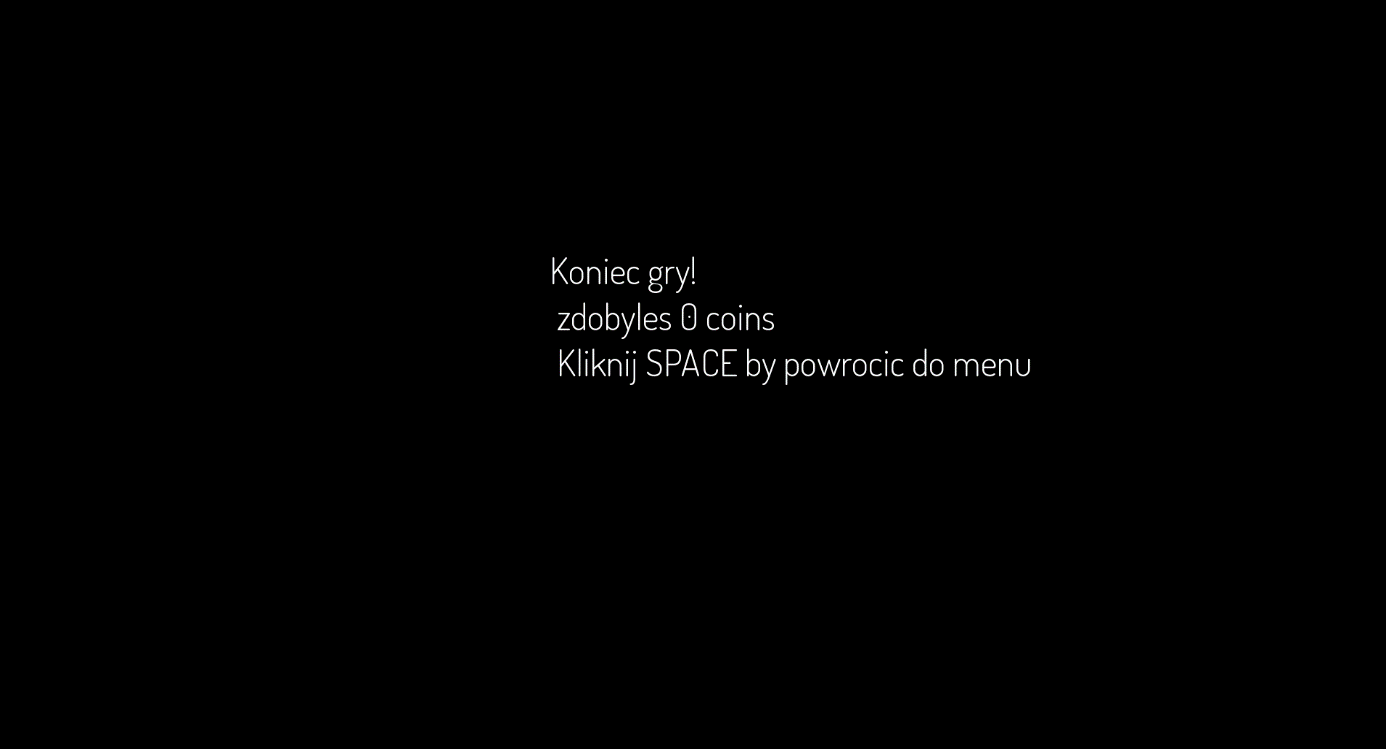 Koniec gry!
zdobyles 0 coins
Kliknij SPACE by powrocic do menu